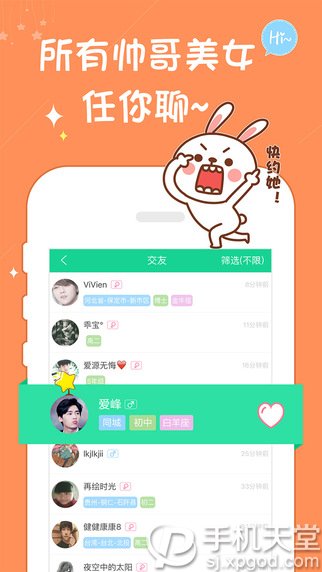 所有帅哥美女
Hi~
任你聊~
快约她！
交友
筛选(不限)
ViVien
8分钟前
河北省-保定市-新市区 博士 金牛座
乖宝°
11分钟前
高二
爱源无悔❤
16分钟前
爱峰
同城 初中 白羊座
lkjlkjii
21分钟前
再绘时光
33分钟前
贵州-铜仁-石阡县 初二
健健康康8
台湾-台北-北投
夜空中的太阳
手机天堂
sj.xpgod.com